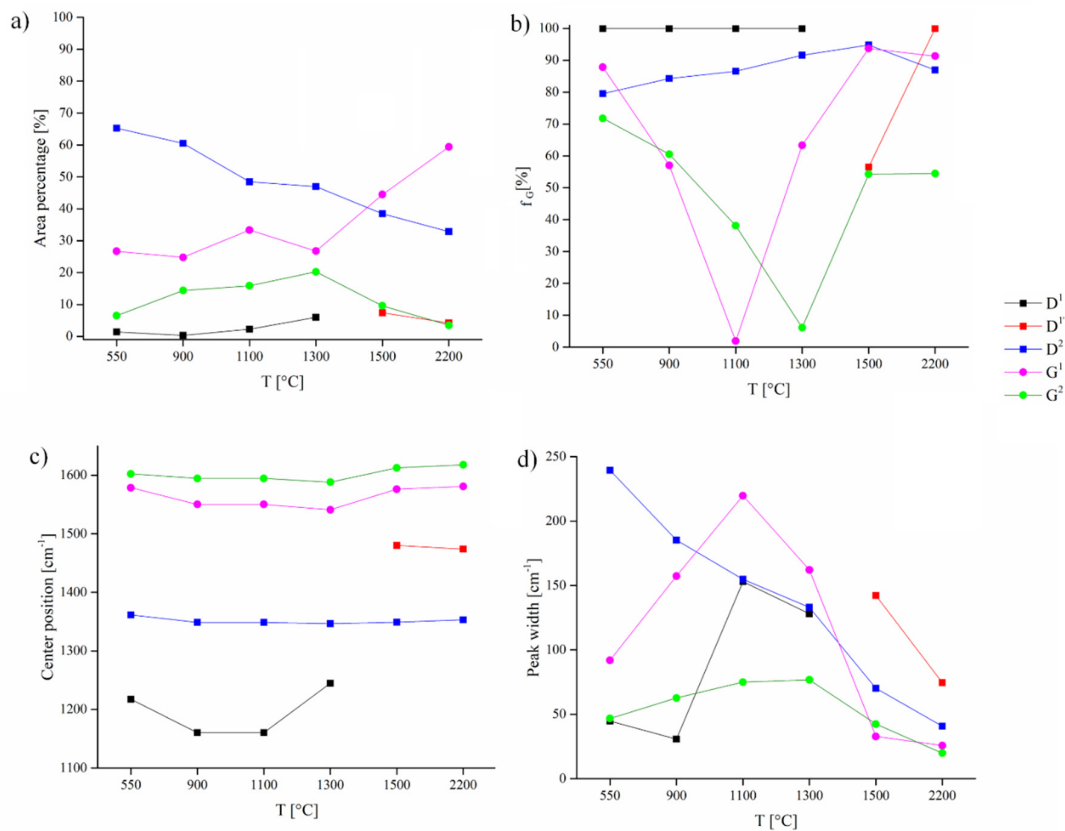 a)
100
90
80
70
60
50
40
30
20
10
0
Area percentage [%]
550 900 1100 1300 1500 2200
T [°C]
b)
100
90
80
70
60
50
40
30
20
10
0
f G [%]
550 900 1100 1300 1500 2200
T [°C]
D¹
D¹'
D²
G¹
G²
c)
1600
1500
1400
1300
1200
1100
Center position [cm⁻¹]
550 900 1100 1300 1500 2200
T [°C]
d)
250
200
150
100
50
0
Peak width [cm⁻¹]
550 900 1100 1300 1500 2200
T [°C]